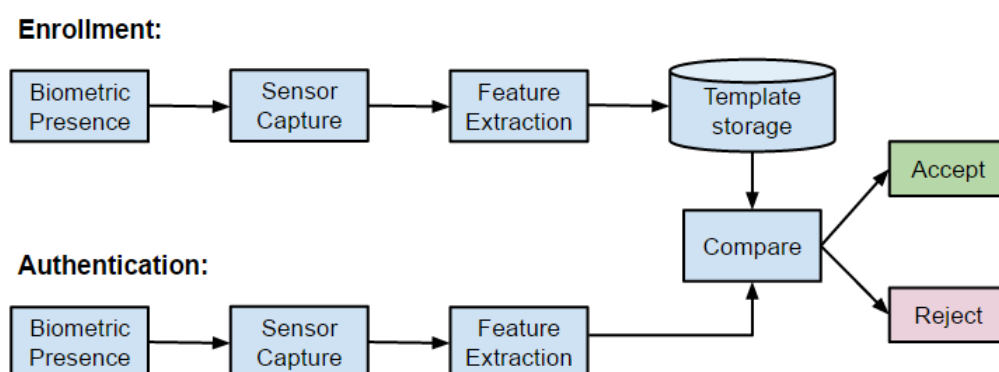 Enrollment:
Biometric
Presence
Sensor
Capture
Feature
Extraction
Template
storage
Accept
Compare
Authentication:
Reject
Biometric
Presence
Sensor
Capture
Feature
Extraction